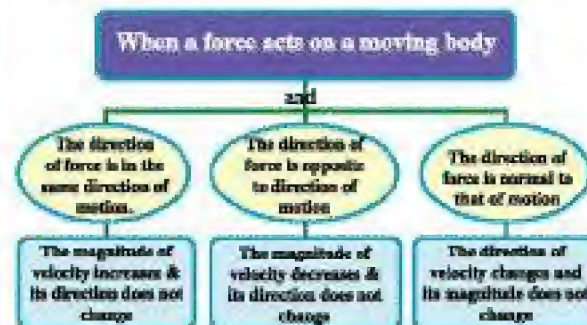 When a force acts on a moving body
and
The direction
of force is in the
same direction of
motion.
The direction of
force is opposite
to direction of
motion
The direction of
force is normal to
that of motion
The magnitude of
velocity increases &
its direction does not
change
The magnitude of
velocity decreases &
its direction does not
change
The direction of
velocity changes and
its magnitude does not
change